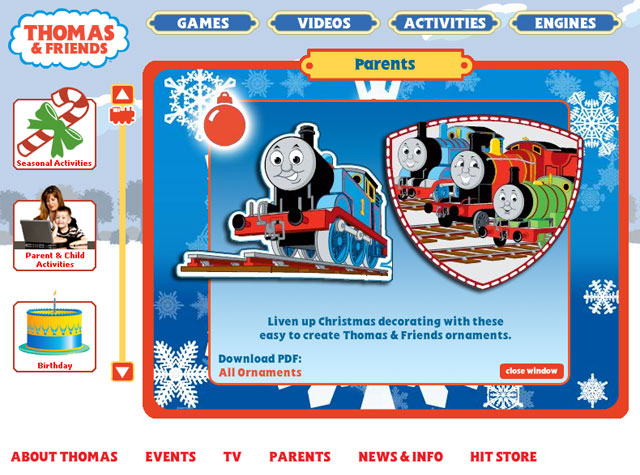 THOMAS
& FRIENDS
GAMES
VIDEOS
ACTIVITIES
ENGINES
Parents
Seasonal Activities
Parent & Child
Activities
Birthday
Liven up Christmas decorating with these
easy to create Thomas & Friends ornaments.
Download PDF:
All Ornaments
close window
ABOUT THOMAS
EVENTS
TV
PARENTS
NEWS & INFO
HIT STORE